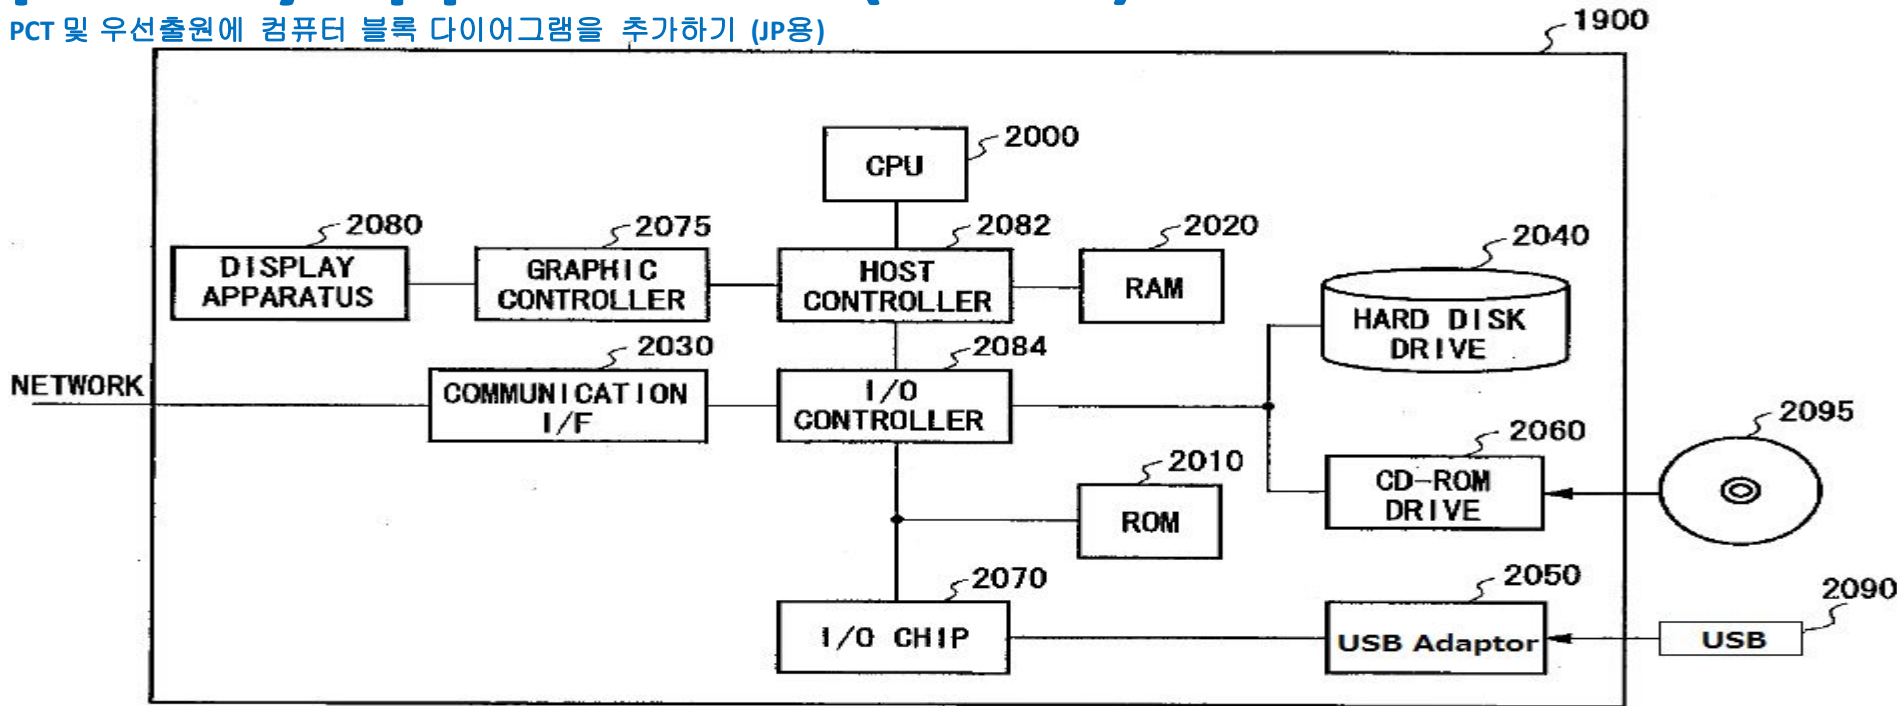 PCT 및 우선출원에 컴퓨터 블록 다이어그램을 추가하기 (JP용)
1900
2000
CPU
2080
2075
2082
2020
2040
DISPLAY
APPARATUS
GRAPHIC
CONTROLLER
HOST
CONTROLLER
RAM
HARD DISK
DRIVE
2030
2084
NETWORK
COMMUNICATION
I/F
I/O
CONTROLLER
2095
2060
CD-ROM
DRIVE
2010
ROM
2070
2050
2090
I/O CHIP
USB Adaptor
USB